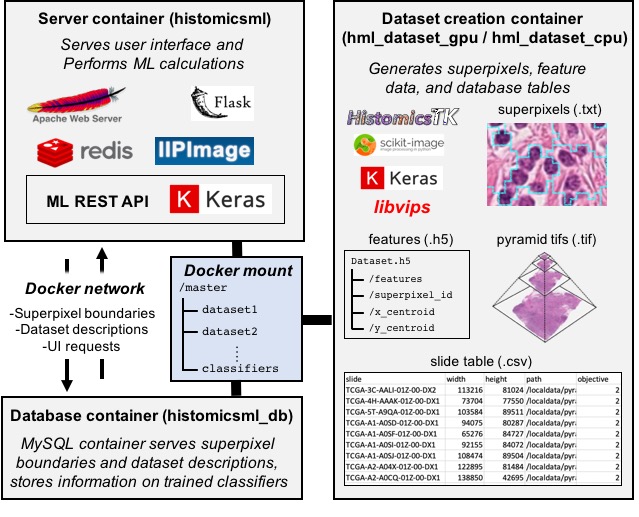 Server container (histomicsml)
Serves user interface and
Performs ML calculations
Apache Web Server
Flask
redis
IIPImage
ML REST API
K Keras
Docker network
-Superpixel boundaries
-Dataset descriptions
-UI requests
Docker mount
/master
dataset1
dataset2
classifiers
Database container (histomicsml_db)
MySQL container serves superpixel
boundaries and dataset descriptions,
stores information on trained classifiers
Dataset creation container
(hml_dataset_gpu / hml_dataset_cpu)
Generates superpixels, feature
data, and database tables
HistomicsTK
scikit-image
image processing in python
K Keras
libvips
superpixels (.txt)
features (.h5)
Dataset.h5
/features
/superpixel_id
/x_centroid
/y_centroid
pyramid tifs (.tif)
slide table (.csv)
slide width height path objective
TCGA-3C-AALI-01Z-00-DX2 113216 81024 /localdata/pyra 2
TCGA-4H-AAAK-01Z-00-DX1 73704 77550 /localdata/pyra 2
TCGA-5T-A9QA-01Z-00-DX1 103584 89511 /localdata/pyra 2
TCGA-A1-A0SD-01Z-00-DX1 94075 80287 /localdata/pyra 2
TCGA-A1-A0SF-01Z-00-DX1 65276 84727 /localdata/pyra 2
TCGA-A1-A0SI-01Z-00-DX1 92155 84072 /localdata/pyra 2
TCGA-A1-A0SJ-01Z-00-DX1 108474 89504 /localdata/pyra 2
TCGA-A2-A04X-01Z-00-DX1 122895 81484 /localdata/pyra 2
TCGA-A2-A0CQ-01Z-00-DX1 138850 42695 /localdata/pyra 2